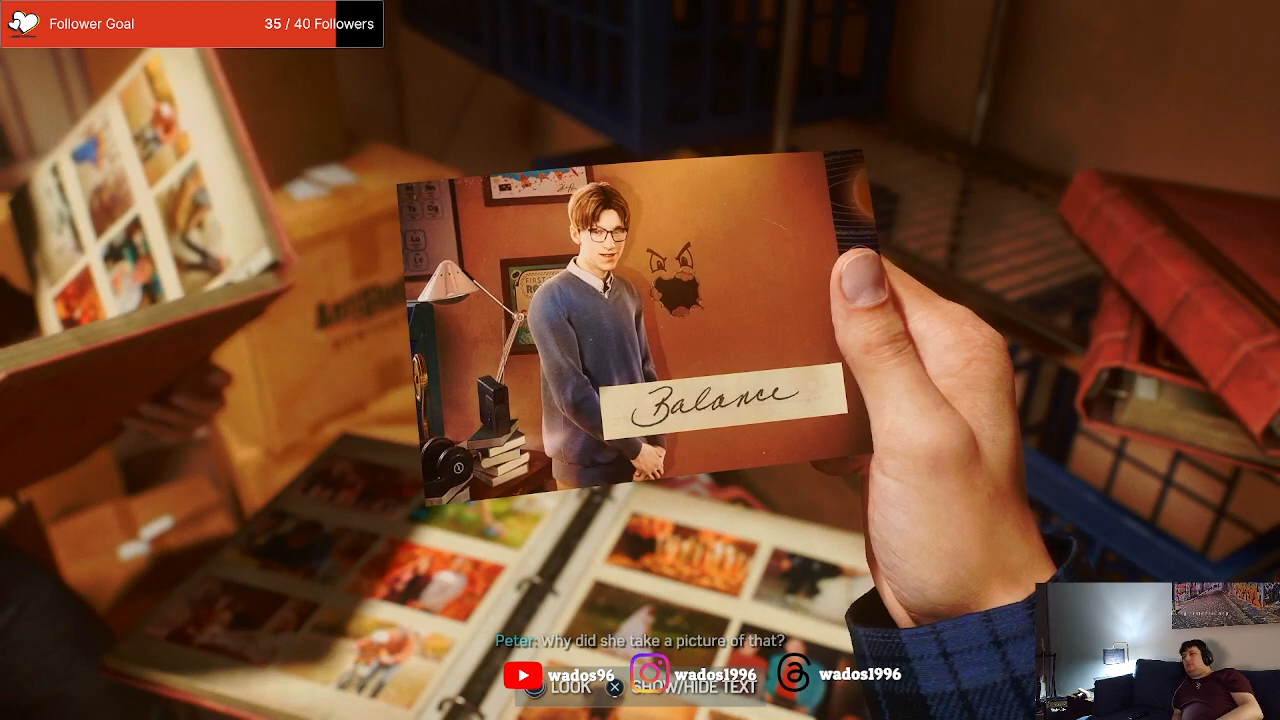 Follower Goal
35 / 40 Followers
FIRST
Balance
Peter: Why did she take a picture of that?
wados96
wados1996
wados1996
LOOK
SHOW/HIDE TEXT